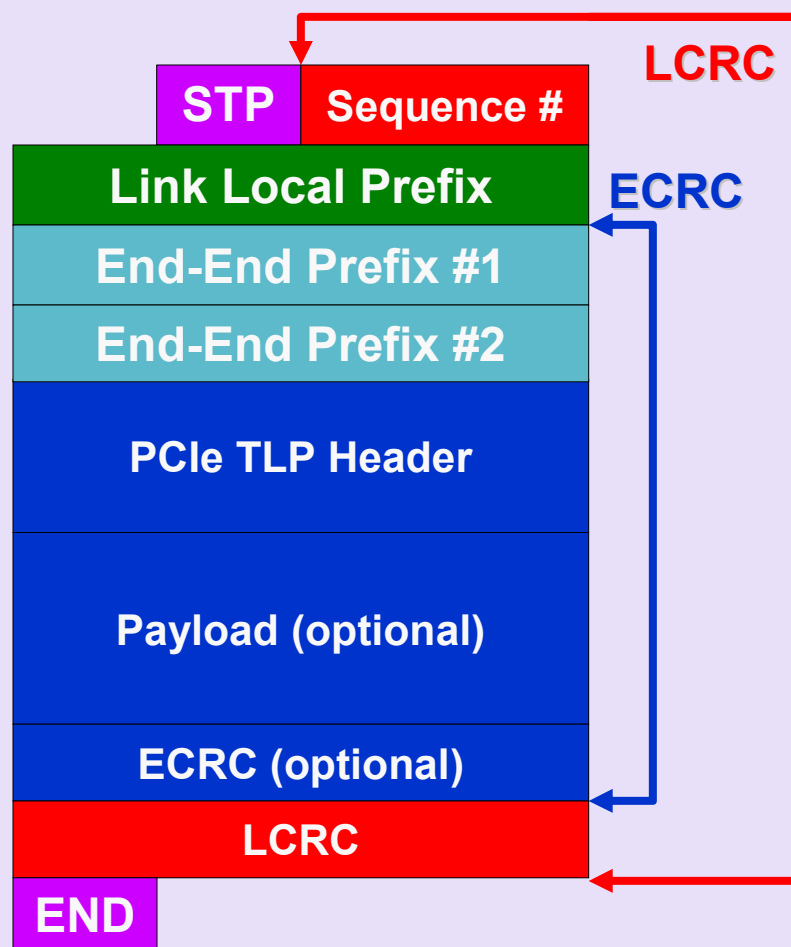 LCRC
STP
Sequence #
Link Local Prefix
ECRC
End-End Prefix #1
End-End Prefix #2
PCIe TLP Header
Payload (optional)
ECRC (optional)
LCRC
END